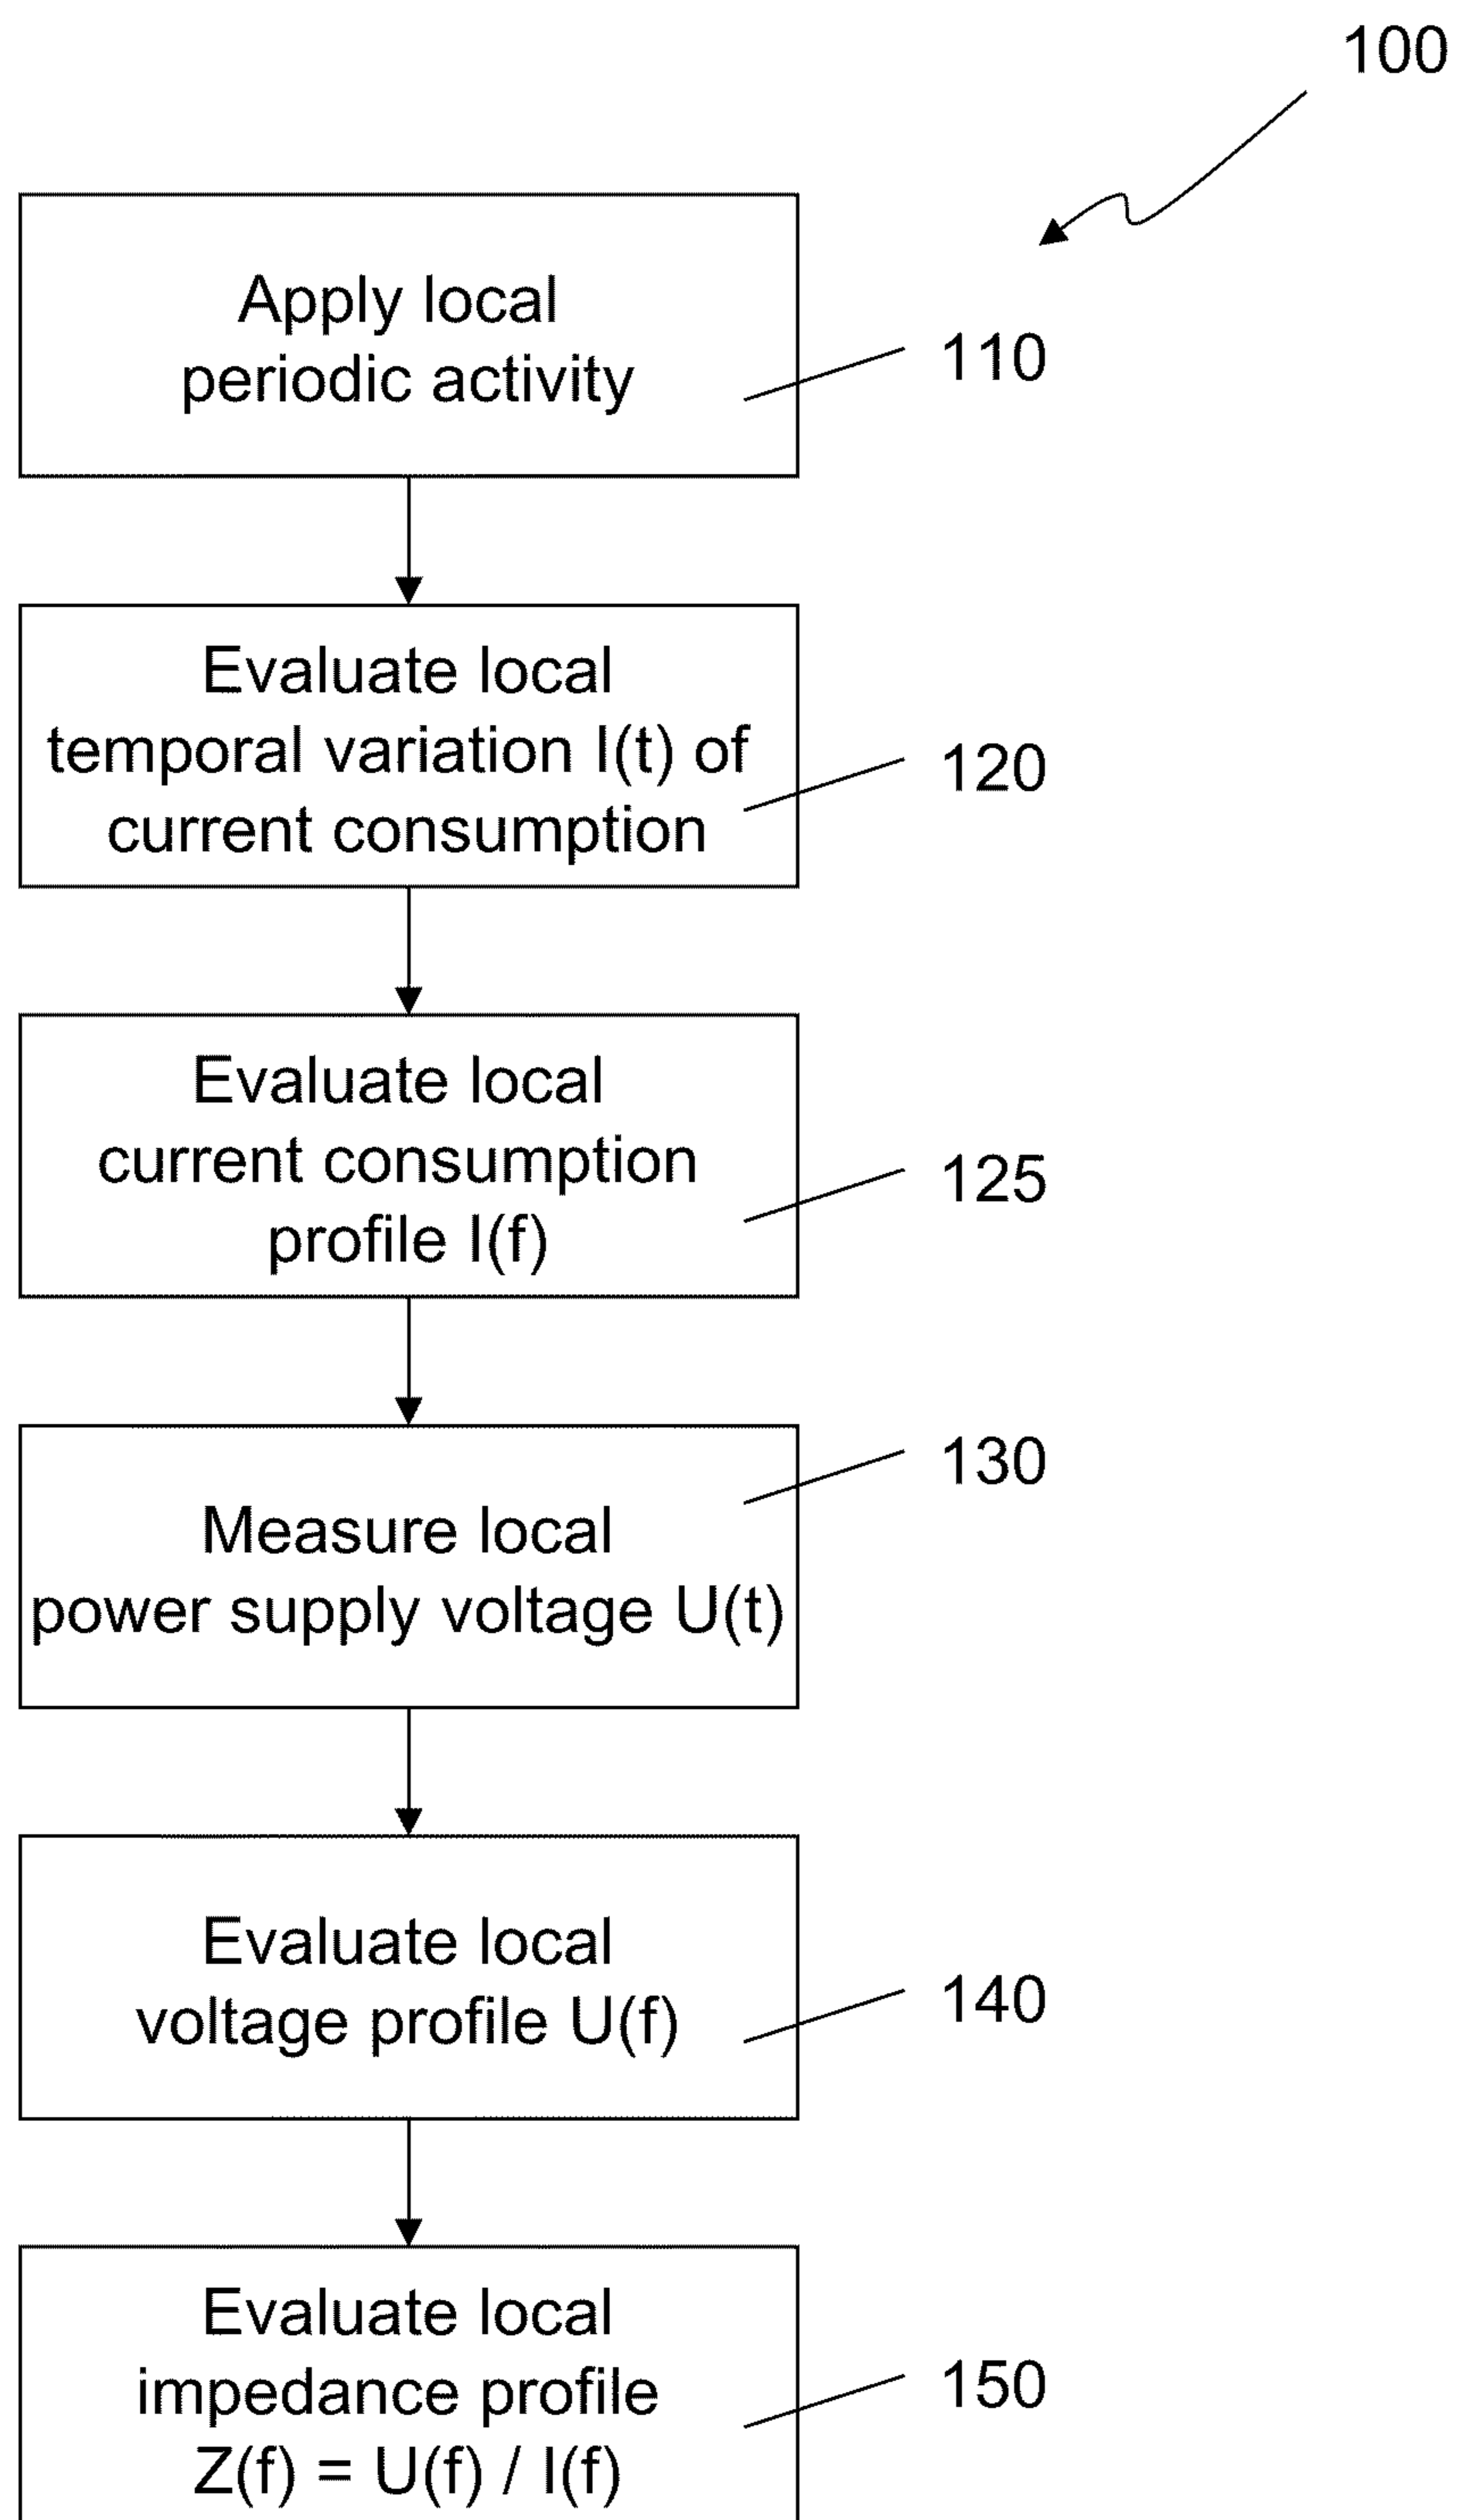 100
Apply local
periodic activity
110
Evaluate local
temporal variation I(t) of
current consumption
120
Evaluate local
current consumption
profile I(f)
125
130
Measure local
power supply voltage U(t)
Evaluate local
voltage profile U(f)
140
Evaluate local
impedance profile
Z(f) = U(f) / I(f)
150